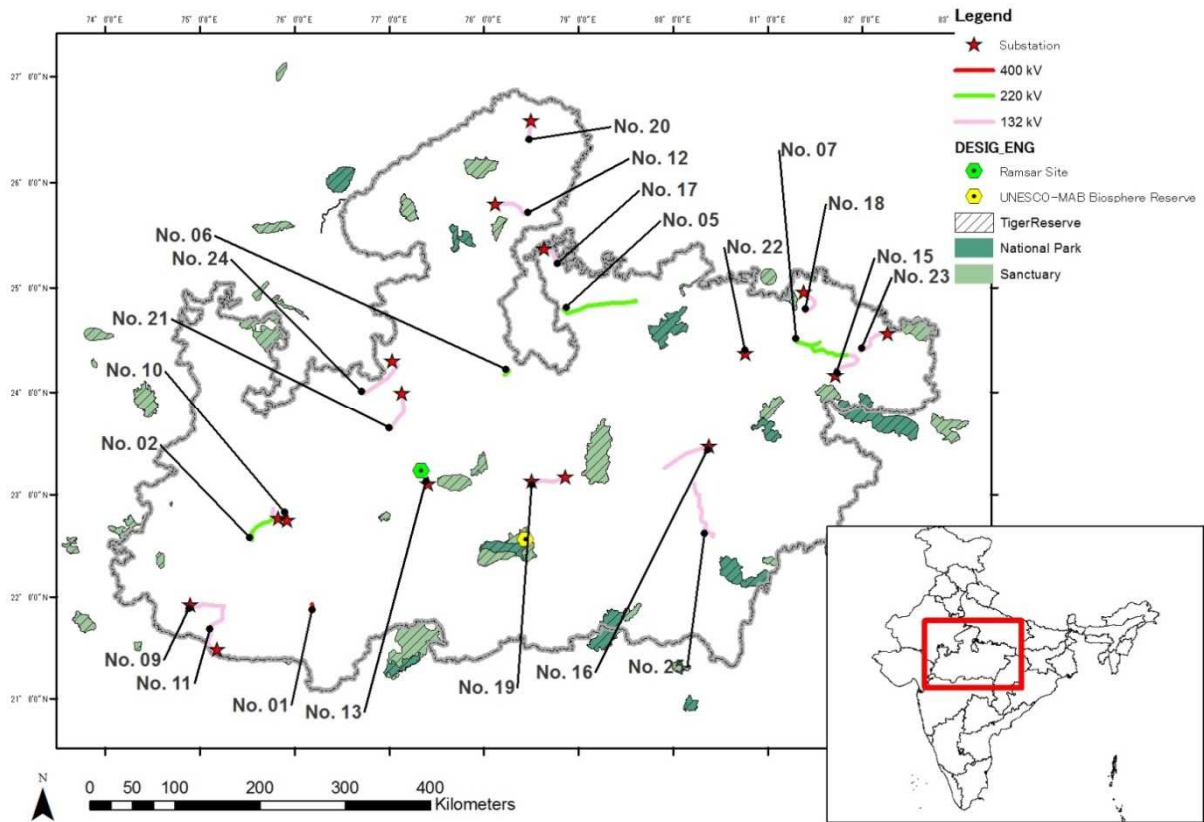 74° 0'0"E 75° 0'0"E 76° 0'0"E 77° 0'0"E 78° 0'0"E 79° 0'0"E 80° 0'0"E 81° 0'0"E 82° 0'0"E 83°
Legend
Substation
400 kV
220 kV
132 kV
DESIG_ENG
Ramsar Site
UNESCO-MAB Biosphere Reserve
TigerReserve
National Park
Sanctuary
27° 0'0"N
26° 0'0"N
25° 0'0"N
24° 0'0"N
23° 0'0"N
22° 0'0"N
21° 0'0"N
No. 20
No. 12
No. 17
No. 05
No. 07
No. 18
No. 22
No. 15
No. 23
No. 06
No. 24
No. 21
No. 10
No. 02
No. 09
No. 11
No. 01
No. 13
No. 19
No. 16
No. 25
N
0 50 100 200 300 400
Kilometers